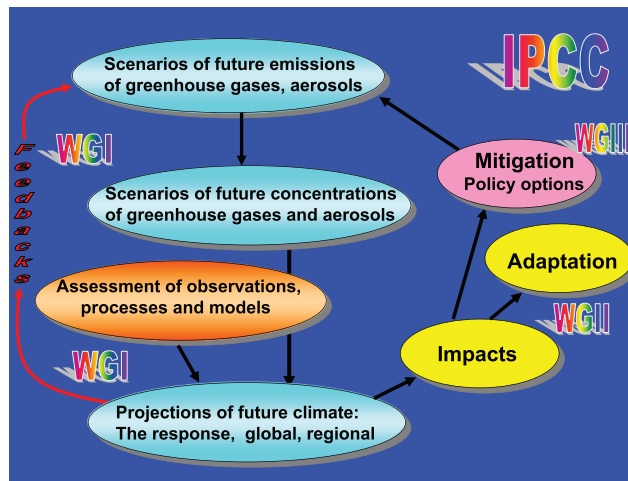 IPCC
Scenarios of future emissions
of greenhouse gases, aerosols
WGI
Feedbacks
WGIII
Mitigation
Policy options
Scenarios of future concentrations
of greenhouse gases and aerosols
Adaptation
Assessment of observations,
processes and models
WGII
WGI
Impacts
Projections of future climate:
The response, global, regional